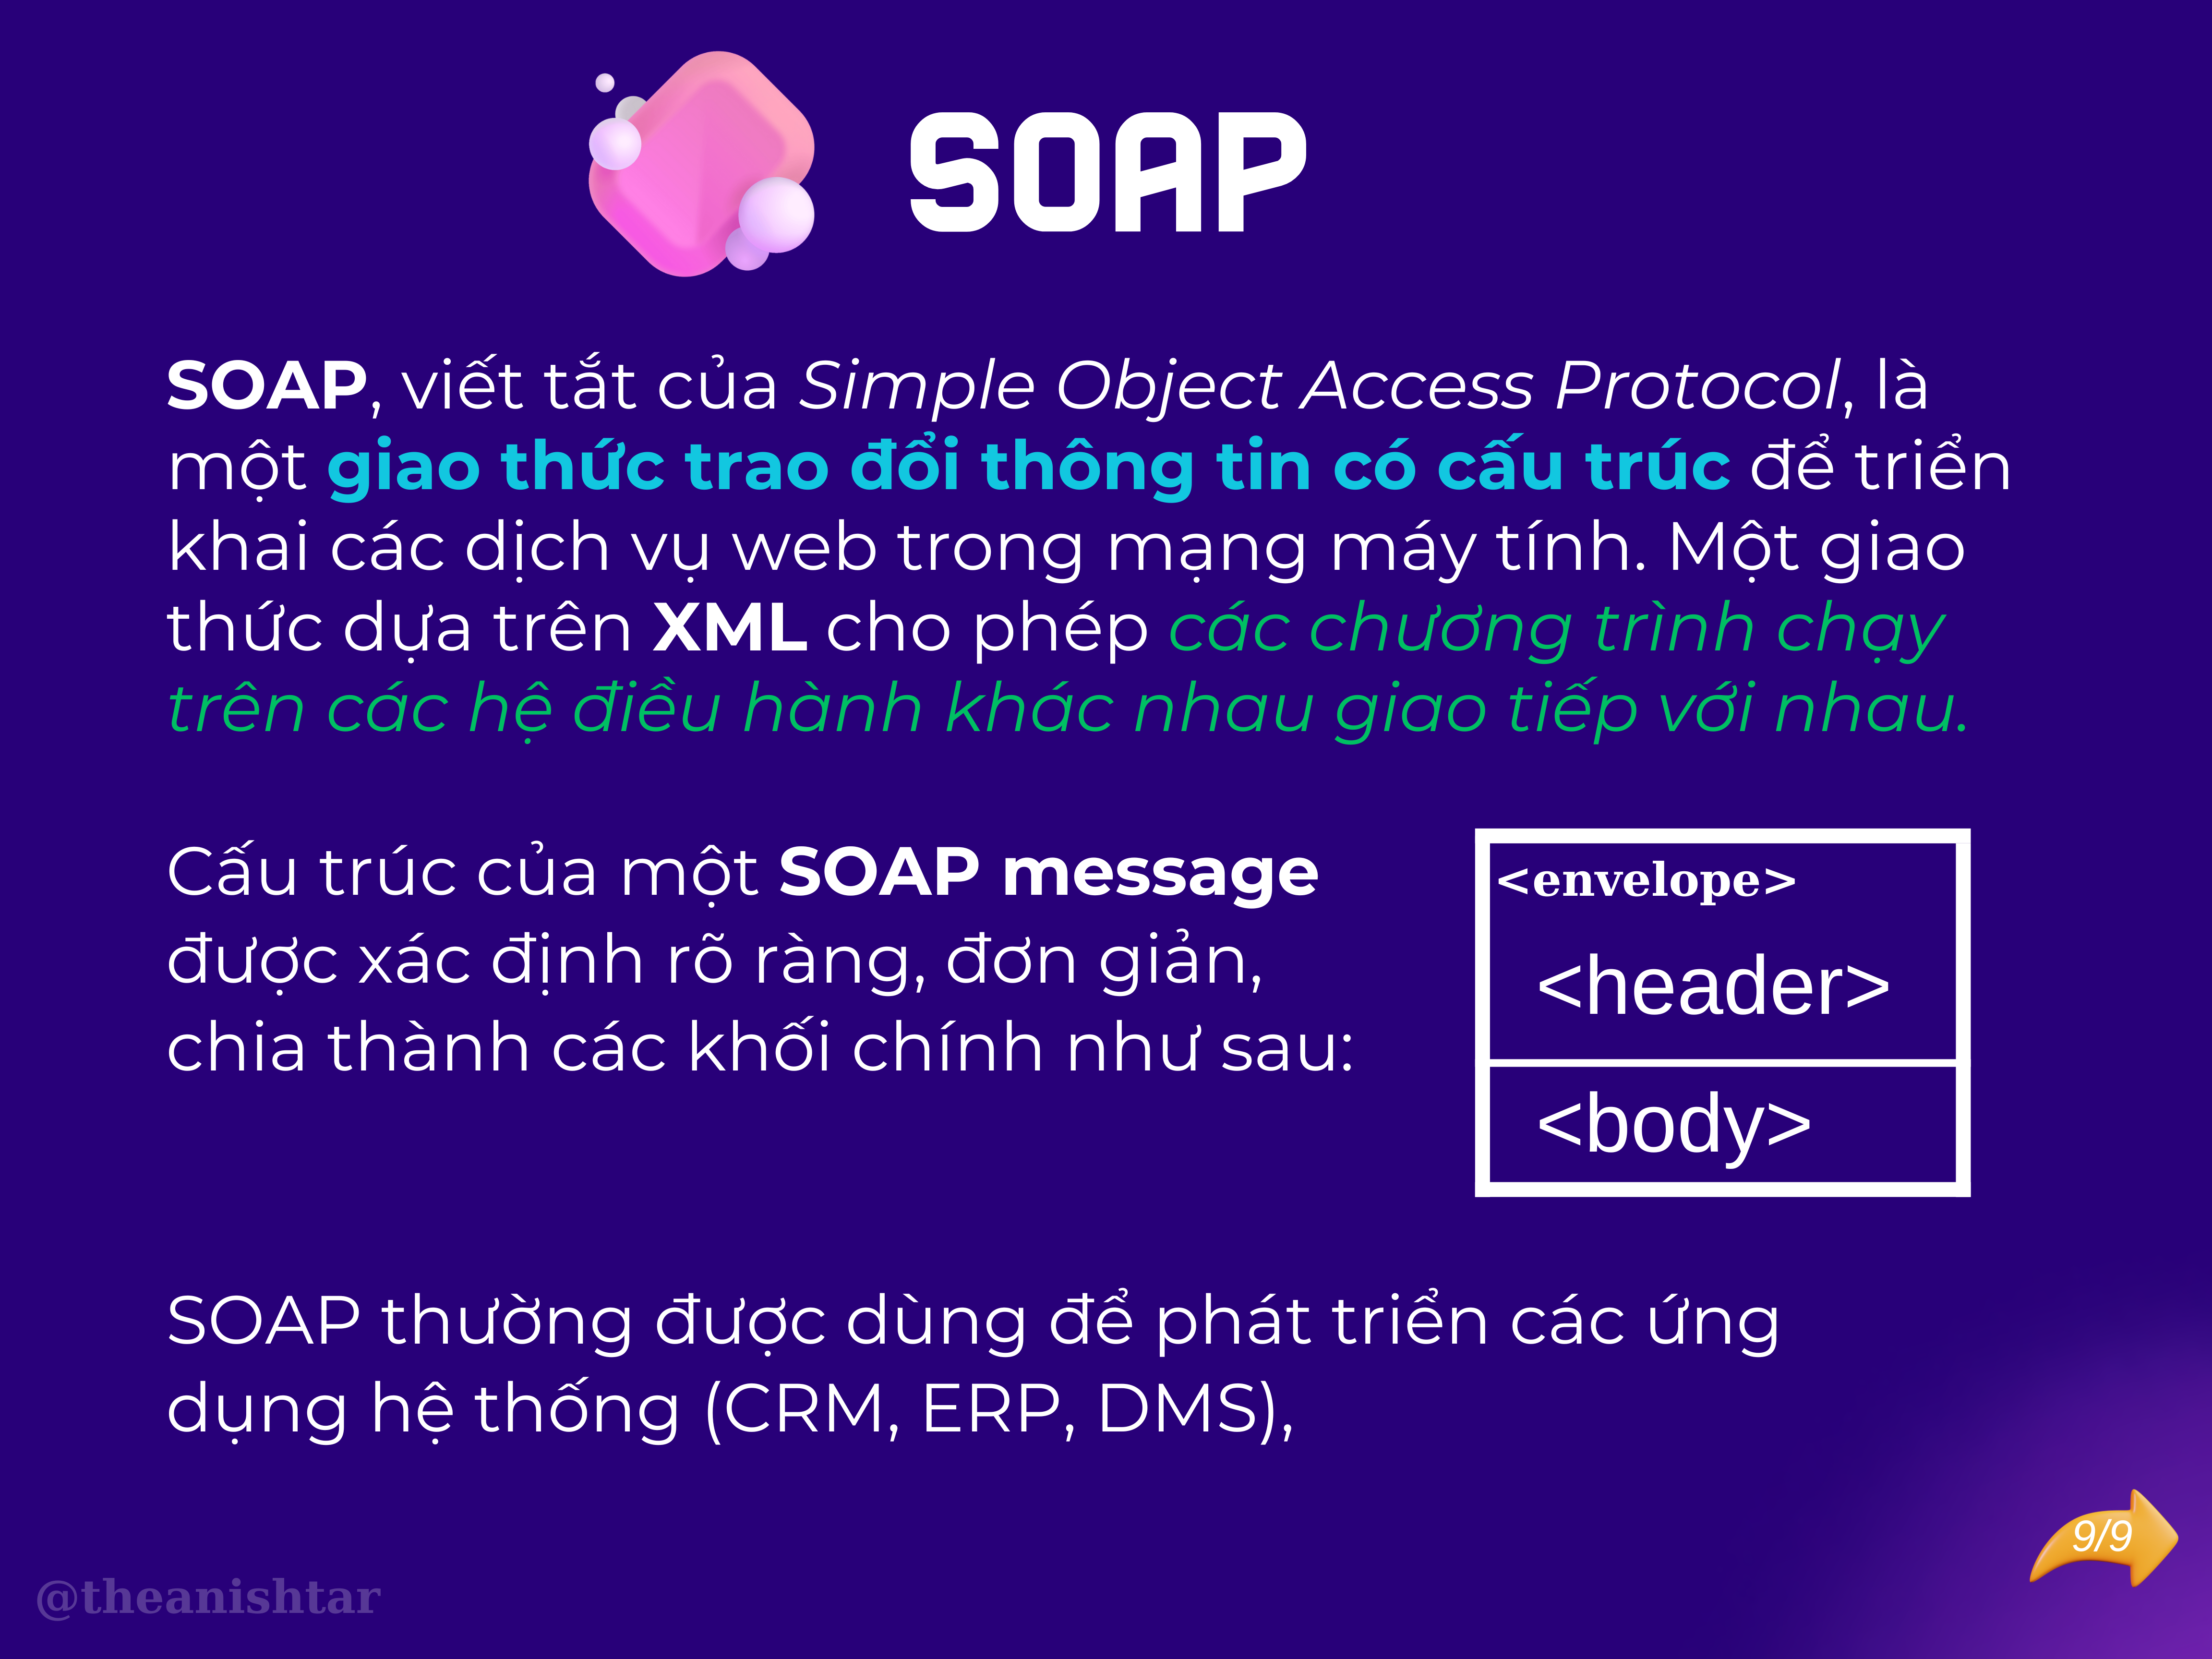 SOAP
SOAP, viết tắt của Simple Object Access Protocol, là
một giao thức trao đổi thông tin có cấu trúc để triển
khai các dịch vụ web trong mạng máy tính. Một giao
thức dựa trên XML cho phép các chương trình chạy
trên các hệ điều hành khác nhau giao tiếp với nhau.
Cấu trúc của một SOAP message
được xác định rõ ràng, đơn giản,
chia thành các khối chính như sau:
<envelope>
<header>
<body>
SOAP thường được dùng để phát triển các ứng
dụng hệ thống (CRM, ERP, DMS),
9/9
@theanishtar